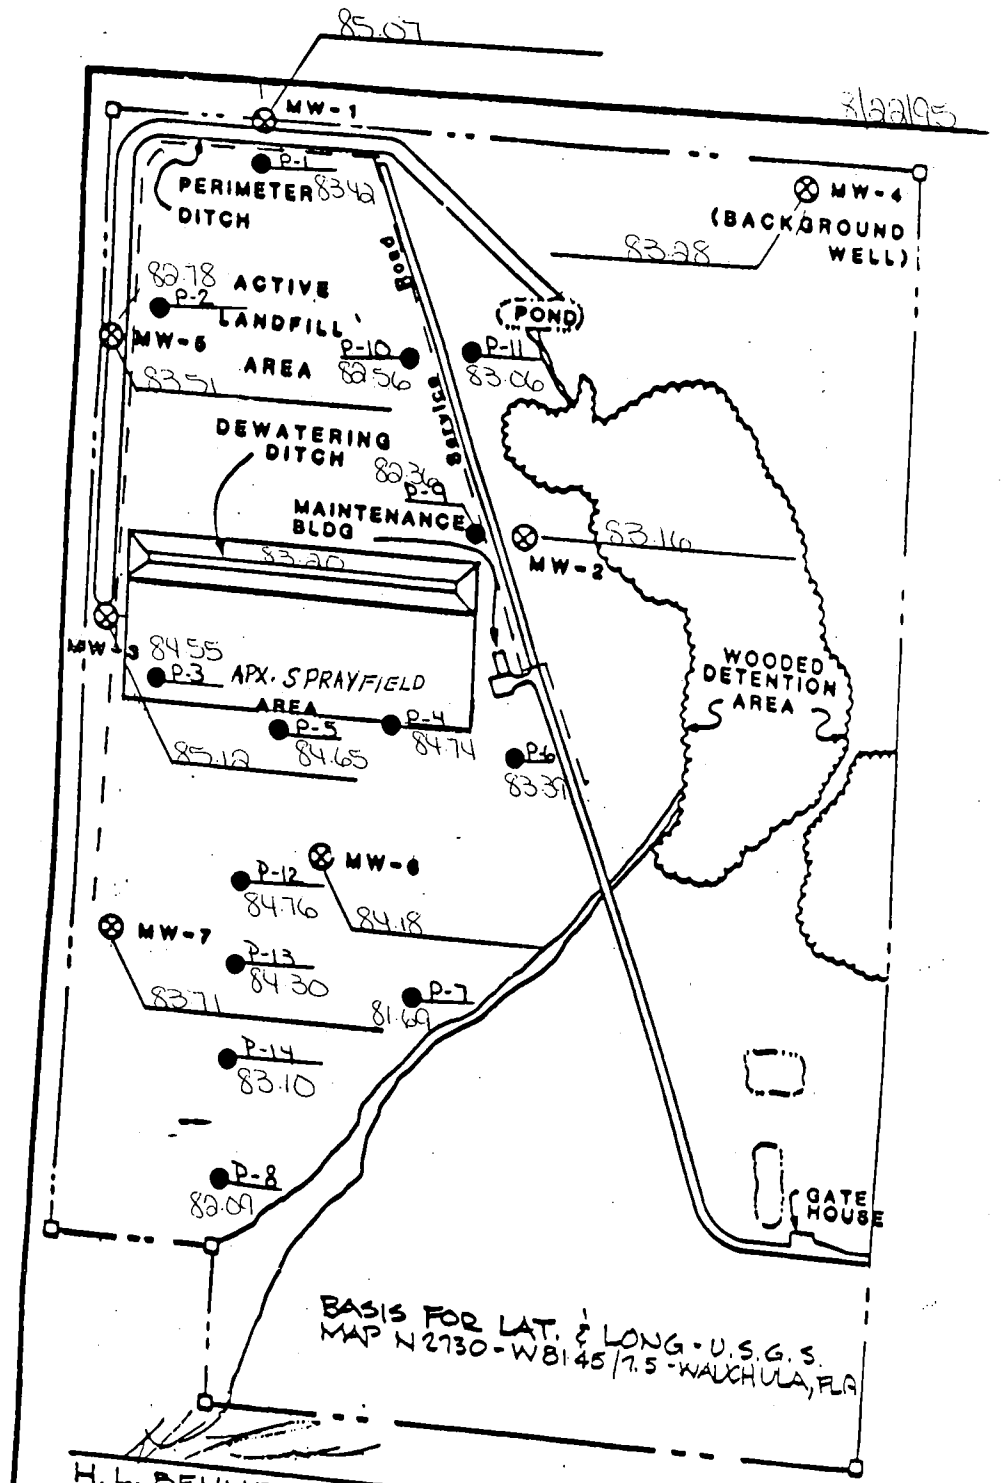 85.07
8/22/95
MW-1
P-1
83.42
PERIMETER
DITCH
MW-4
(BACKGROUND
WELL)
83.28
Road
82.78
P-2
ACTIVE
LANDFILL
AREA
MW-5
83.51
POND
P-10
82.56
P-11
83.06
Service
DEWATERING
DITCH
82.36
P-9
MAINTENANCE
BLDG
83.16
MW-2
83.20
MW-3
84.55
P-3
APX. SPRAYFIELD
AREA
P-5
84.65
P-4
84.74
85.12
P-6
83.39
WOODED
DETENTION
AREA
MW-6
P-12
84.76
84.18
MW-7
P-13
84.30
83.71
P-7
81.69
P-14
83.10
P-8
82.09
GATE
HOUSE
BASIS FOR LAT. & LONG - U.S.G.S.
MAP N2730-W8145/7.5-WAUCHULA, FLA